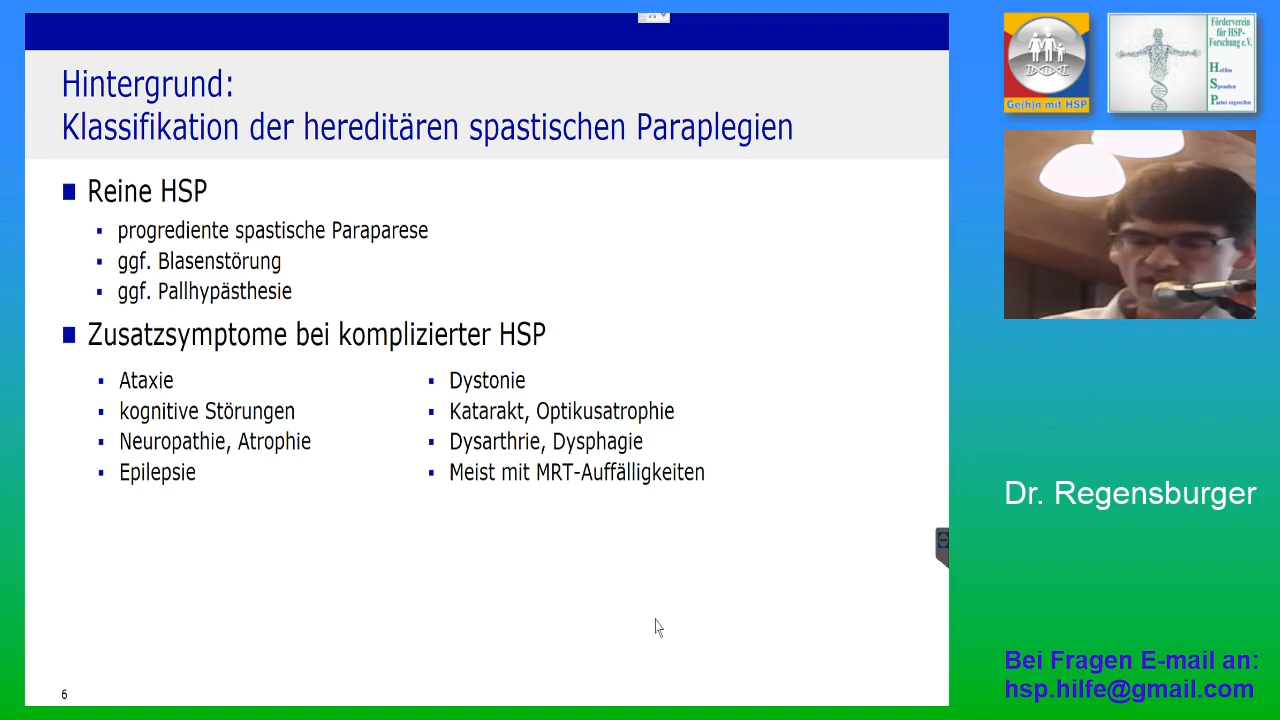 Hintergrund:
Klassifikation der hereditären spastischen Paraplegien
Reine HSP
progrediente spastische Paraparese
ggf. Blasenstörung
ggf. Pallhypästhesie
Zusatzsymptome bei komplizierter HSP
Ataxie
kognitive Störungen
Neuropathie, Atrophie
Epilepsie
Dystonie
Katarakt, Optikusatrophie
Dysarthrie, Dysphagie
Meist mit MRT-Auffälligkeiten
6
Ge(h)n mit HSP
Förderverein
für HSP-
Forschung e.V.
Helfen
Spenden
Dr. Regensburger
Bei Fragen E-mail an:
hsp.hilfe@gmail.com